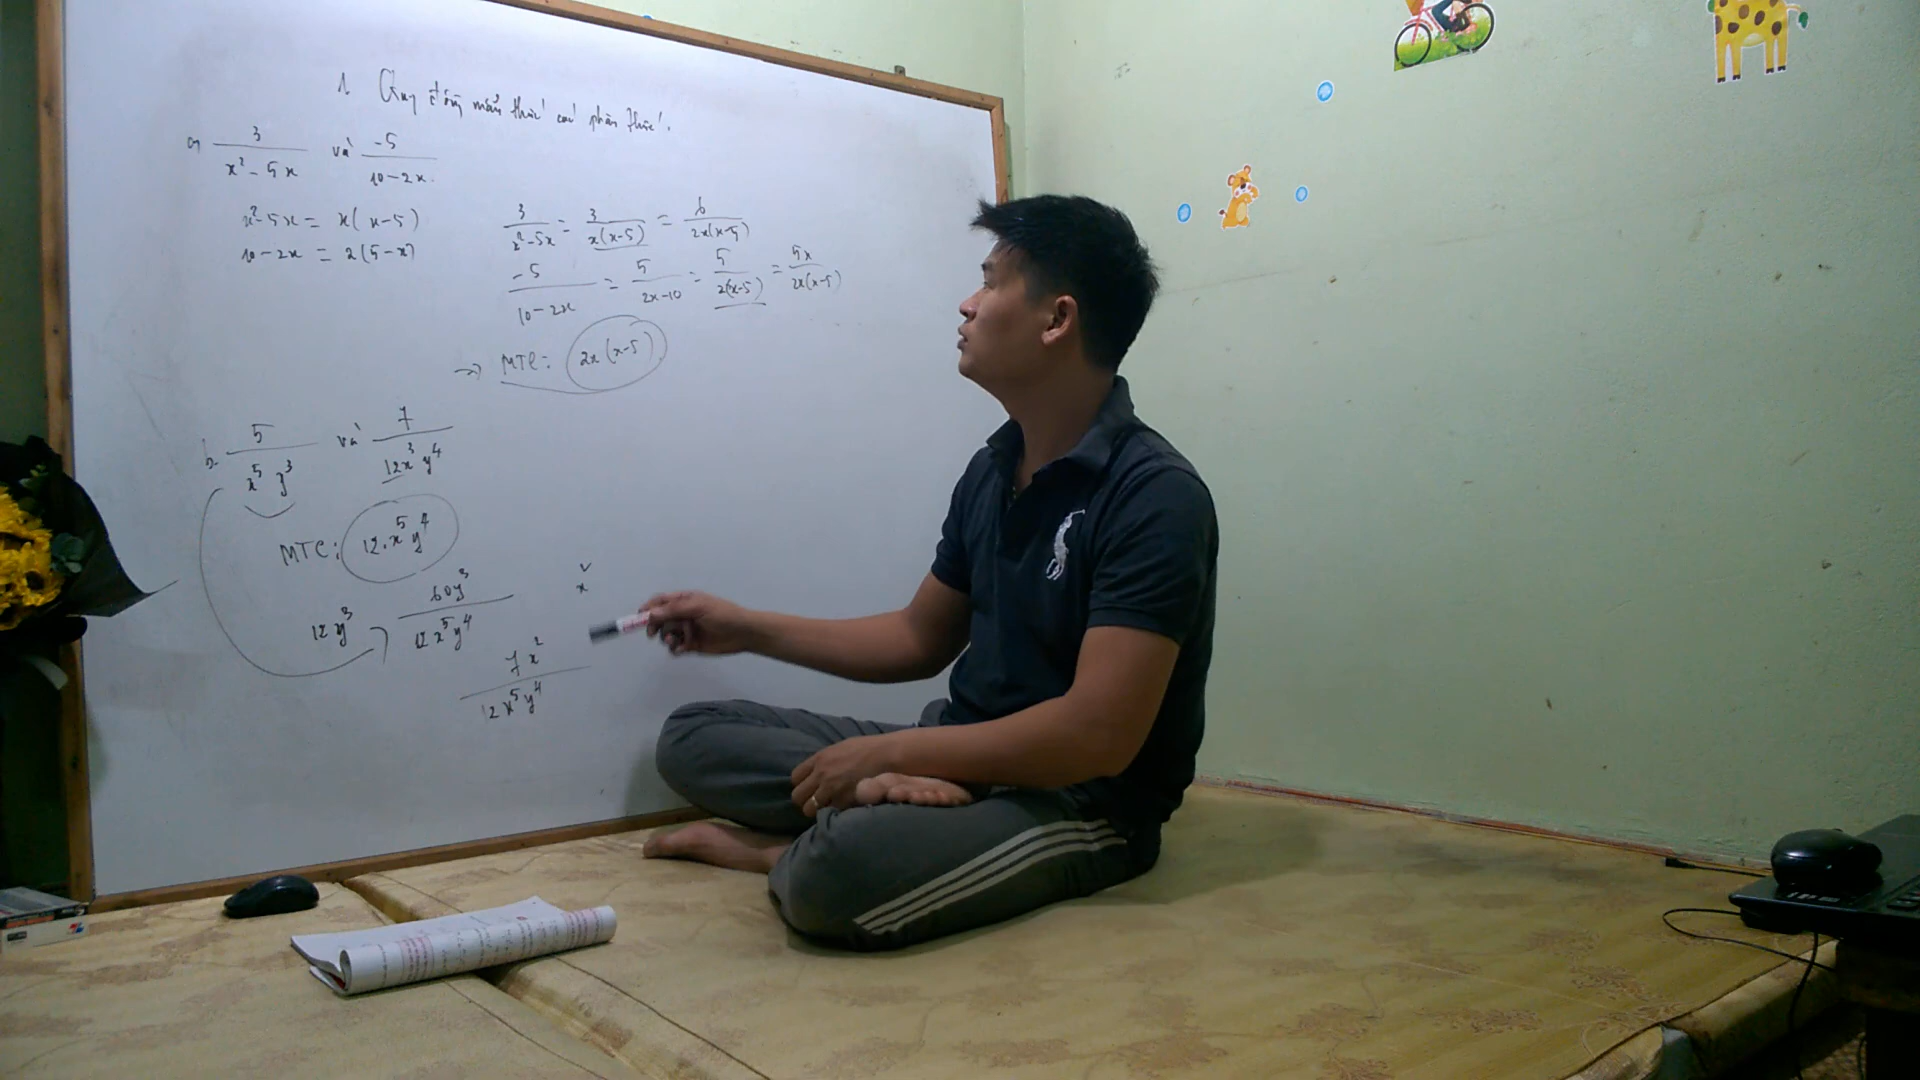 1 Quy đồng mẫu thức các phân thức.
a, 3/(x² - 5x) và -5/(10 - 2x).
x² - 5x = x(x - 5)
10 - 2x = 2(5 - x)
3/(x² - 5x) = 3/(x(x-5)) = 6/(2x(x-5))
-5/(10 - 2x) = 5/(2x - 10) = 5/(2(x-5)) = 5x/(2x(x-5))
=> MTC: 2x(x-5)
b. 5/(x⁵y³) và 7/(12x³y⁴)
MTC: 12.x⁵y⁴
12y³
60y³/(12x⁵y⁴)
7x²/(12x⁵y⁴)